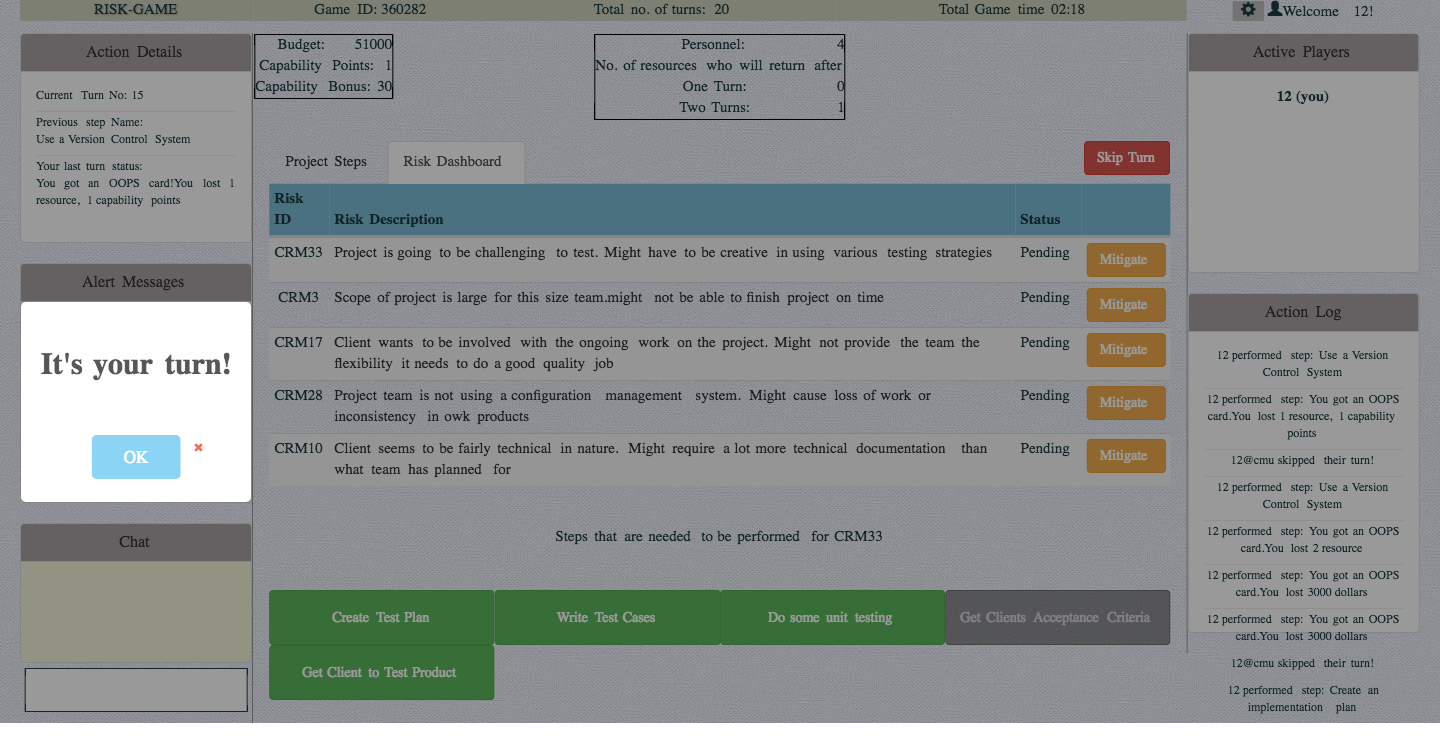 RISK-GAME
Game ID: 360282
Total no. of turns: 20
Total Game time 02:18
Welcome 12!
Action Details
Current Turn No: 15
Previous step Name:
Use a Version Control System
Your last turn status:
You got an OOPS card!You lost 1
resource, 1 capability points
Alert Messages
It's your turn!
OK
Chat
Budget: 51000
Capability Points: 1
Capability Bonus: 30
Personnel: 4
No. of resources who will return after
One Turn: 0
Two Turns: 1
Project Steps
Risk Dashboard
Skip Turn
Risk
ID Risk Description Status
CRM33 Project is going to be challenging to test. Might have to be creative in using various testing strategies Pending Mitigate
CRM3 Scope of project is large for this size team.might not be able to finish project on time Pending Mitigate
CRM17 Client wants to be involved with the ongoing work on the project. Might not provide the team the Pending Mitigate
flexibility it needs to do a good quality job
CRM28 Project team is not using a configuration management system. Might cause loss of work or Pending Mitigate
inconsistency in owk products
CRM10 Client seems to be fairly technical in nature. Might require a lot more technical documentation than Pending Mitigate
what team has planned for
Steps that are needed to be performed for CRM33
Create Test Plan
Write Test Cases
Do some unit testing
Get Clients Acceptance Criteria
Get Client to Test Product
Active Players
12 (you)
Action Log
12 performed step: Use a Version
Control System
12 performed step: You got an OOPS
card.You lost 1 resource, 1 capability
points
12@cmu skipped their turn!
12 performed step: Use a Version
Control System
12 performed step: You got an OOPS
card.You lost 2 resource
12 performed step: You got an OOPS
card.You lost 3000 dollars
12 performed step: You got an OOPS
card.You lost 3000 dollars
12@cmu skipped their turn!
12 performed step: Create an
implementation plan